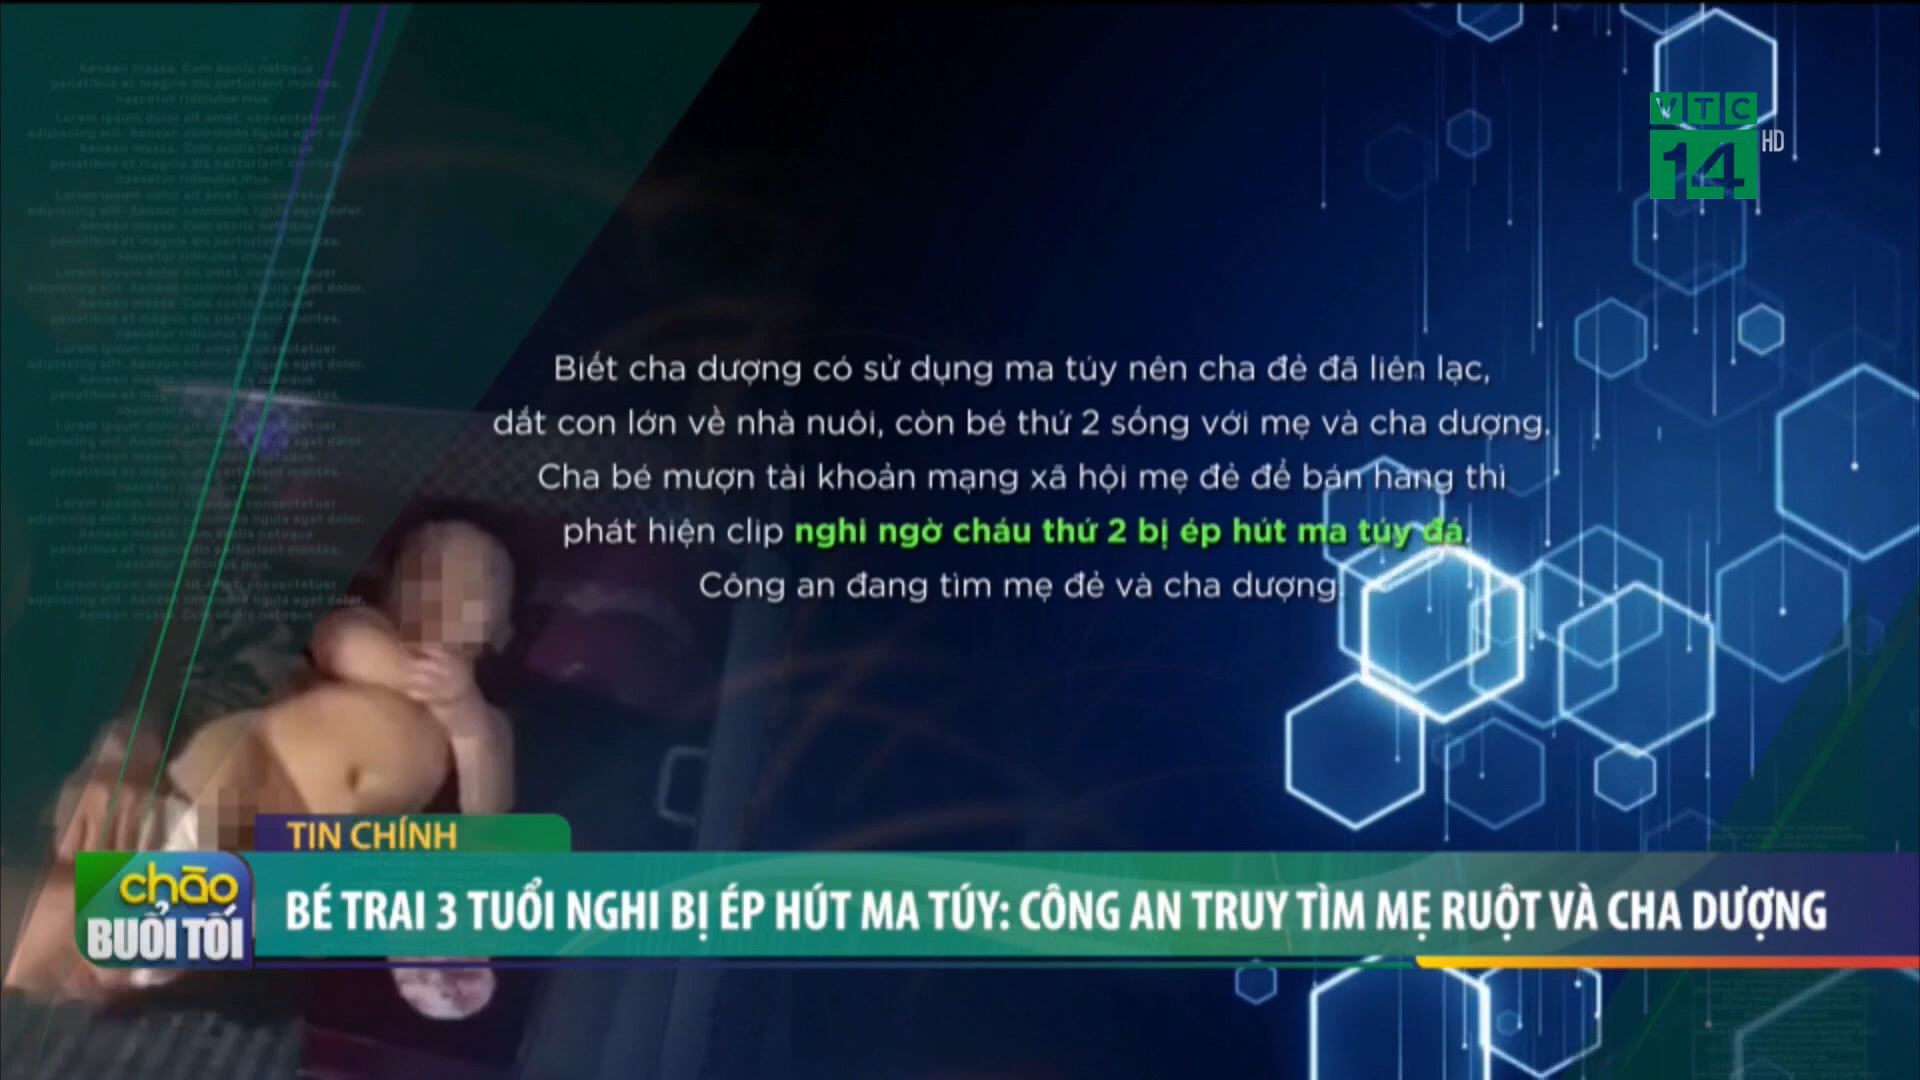 VTC
14 HD
Biết cha dượng có sử dụng ma túy nên cha đẻ đã liên lạc,
dắt con lớn về nhà nuôi, còn bé thứ 2 sống với mẹ và cha dượng.
Cha bé mượn tài khoản mạng xã hội mẹ đẻ để bán hàng thì
phát hiện clip nghi ngờ cháu thứ 2 bị ép hút ma túy đá.
Công an đang tìm mẹ đẻ và cha dượng.
TIN CHÍNH
chào
BUỔI TỐI
BÉ TRAI 3 TUỔI NGHI BỊ ÉP HÚT MA TÚY: CÔNG AN TRUY TÌM MẸ RUỘT VÀ CHA DƯỢNG